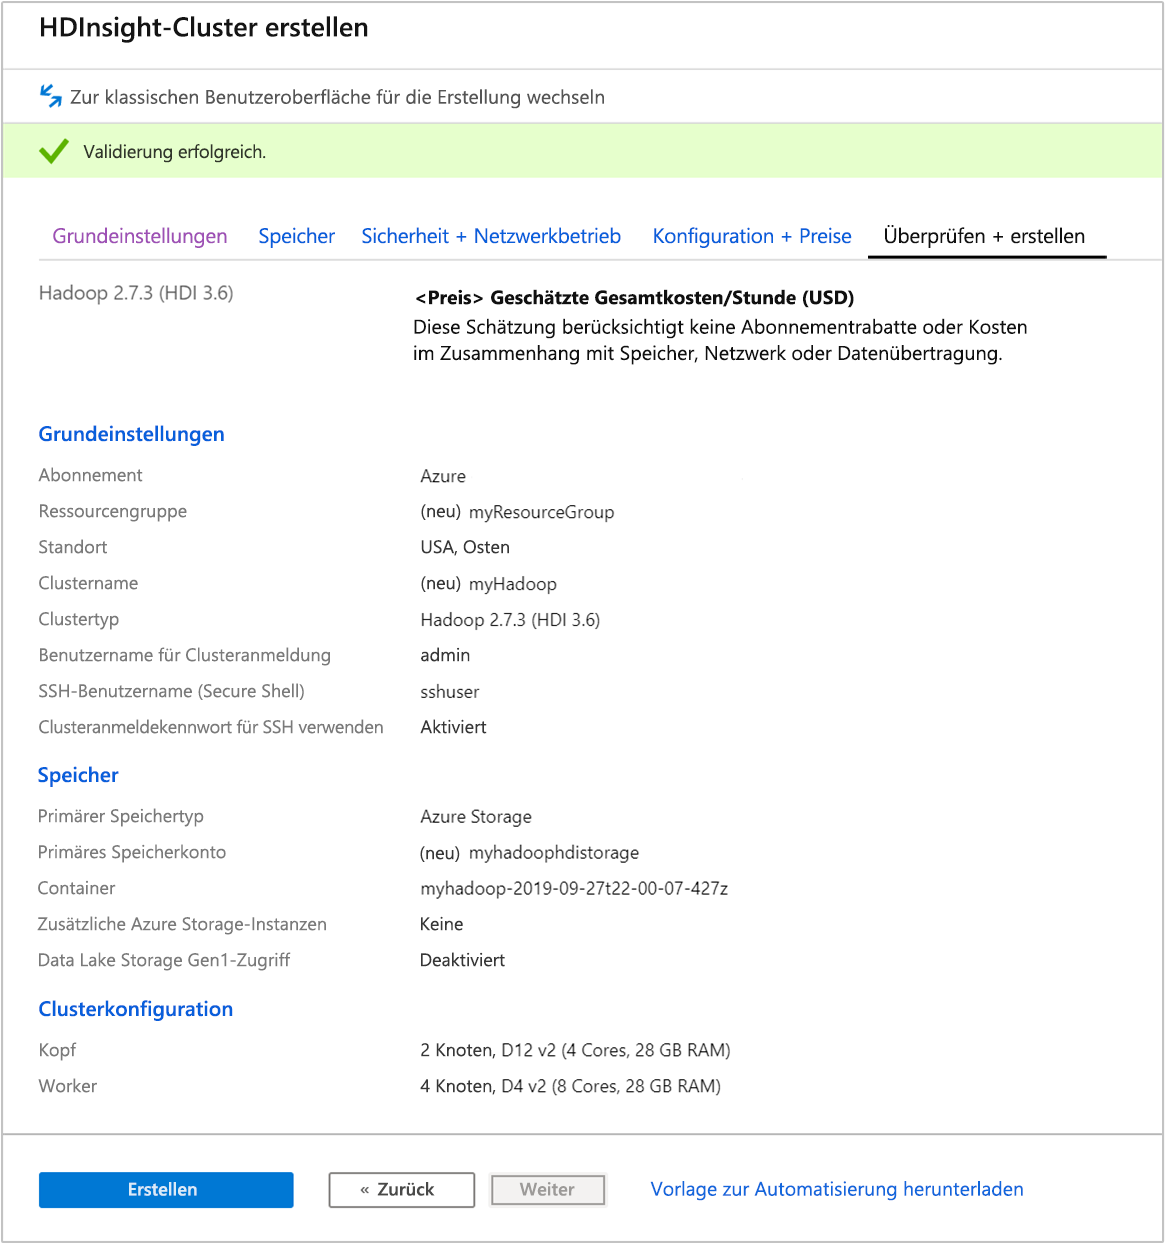 HDInsight-Cluster erstellen
Zur klassischen Benutzeroberfläche für die Erstellung wechseln
Validierung erfolgreich.
Grundeinstellungen Speicher Sicherheit + Netzwerkbetrieb Konfiguration + Preise Überprüfen + erstellen
Hadoop 2.7.3 (HDI 3.6)
<Preis> Geschätzte Gesamtkosten/Stunde (USD)
Diese Schätzung berücksichtigt keine Abonnementrabatte oder Kosten
im Zusammenhang mit Speicher, Netzwerk oder Datenübertragung.
Grundeinstellungen
Abonnement Azure
Ressourcengruppe (neu) myResourceGroup
Standort USA, Osten
Clustername (neu) myHadoop
Clustertyp Hadoop 2.7.3 (HDI 3.6)
Benutzername für Clusteranmeldung admin
SSH-Benutzername (Secure Shell) sshuser
Clusteranmeldekennwort für SSH verwenden Aktiviert
Speicher
Primärer Speichertyp Azure Storage
Primäres Speicherkonto (neu) myhadoophdistorage
Container myhadoop-2019-09-27t22-00-07-427z
Zusätzliche Azure Storage-Instanzen Keine
Data Lake Storage Gen1-Zugriff Deaktiviert
Clusterkonfiguration
Kopf 2 Knoten, D12 v2 (4 Cores, 28 GB RAM)
Worker 4 Knoten, D4 v2 (8 Cores, 28 GB RAM)
Erstellen « Zurück Weiter Vorlage zur Automatisierung herunterladen